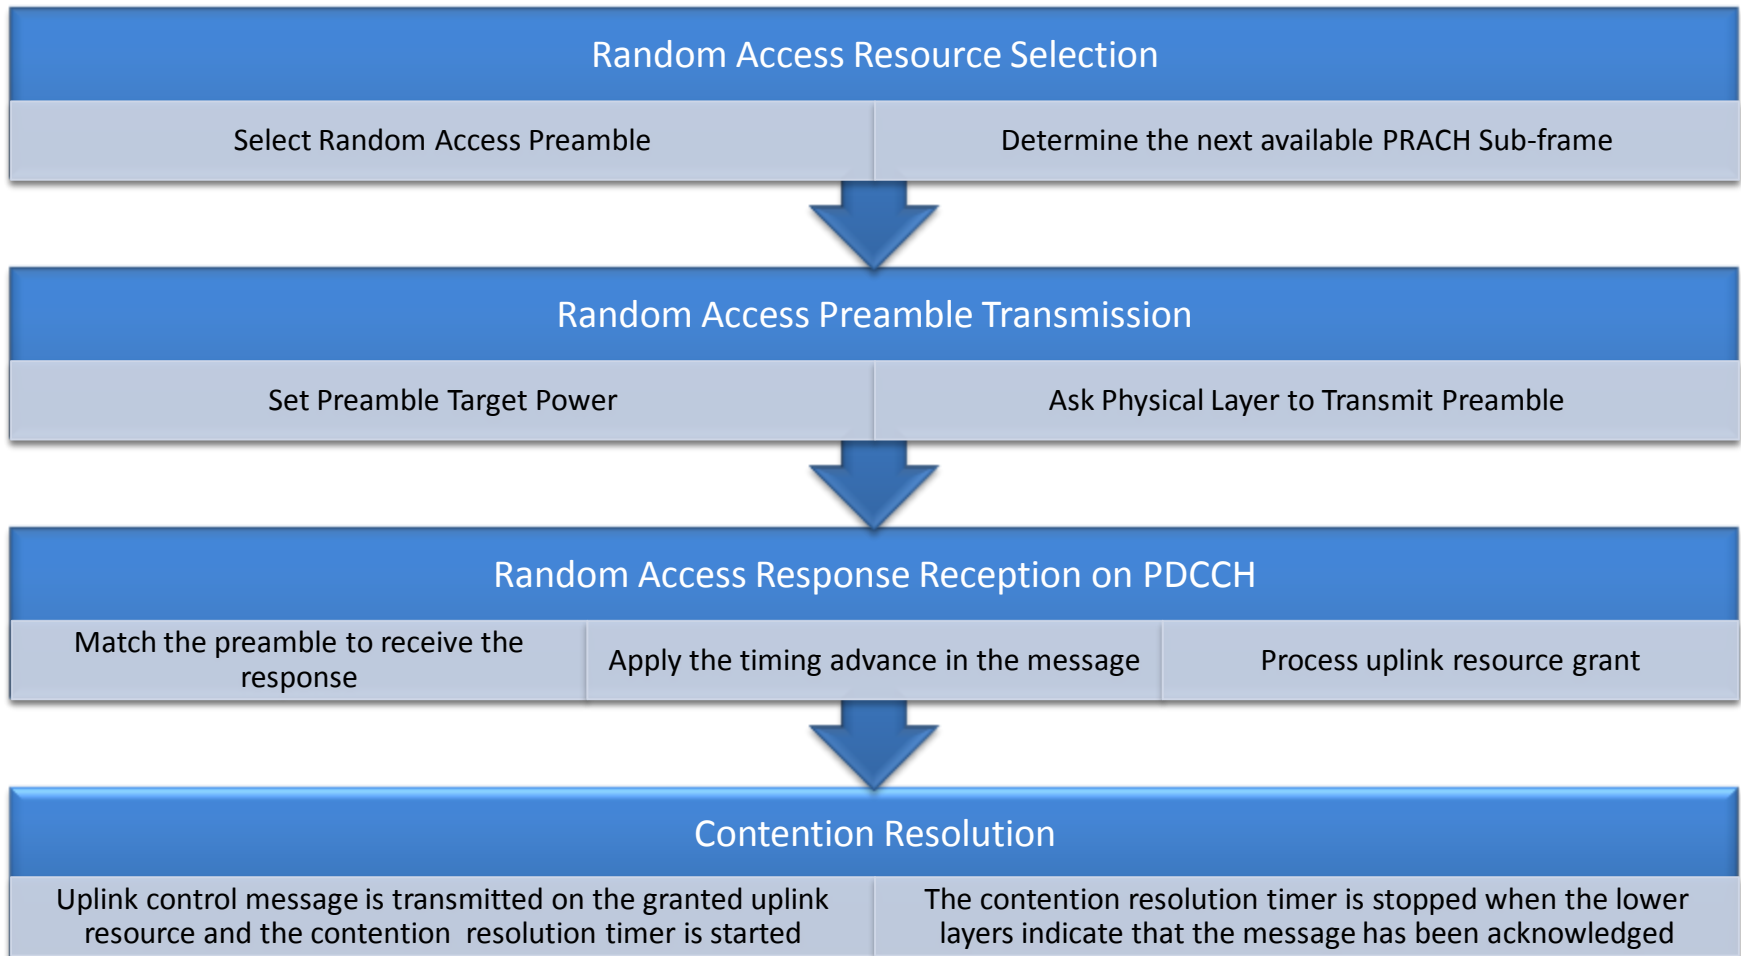 Random Access Resource Selection
Select Random Access Preamble
Determine the next available PRACH Sub-frame
Random Access Preamble Transmission
Set Preamble Target Power
Ask Physical Layer to Transmit Preamble
Random Access Response Reception on PDCCH
Match the preamble to receive the
response
Apply the timing advance in the message
Process uplink resource grant
Contention Resolution
Uplink control message is transmitted on the granted uplink
resource and the contention resolution timer is started
The contention resolution timer is stopped when the lower
layers indicate that the message has been acknowledged